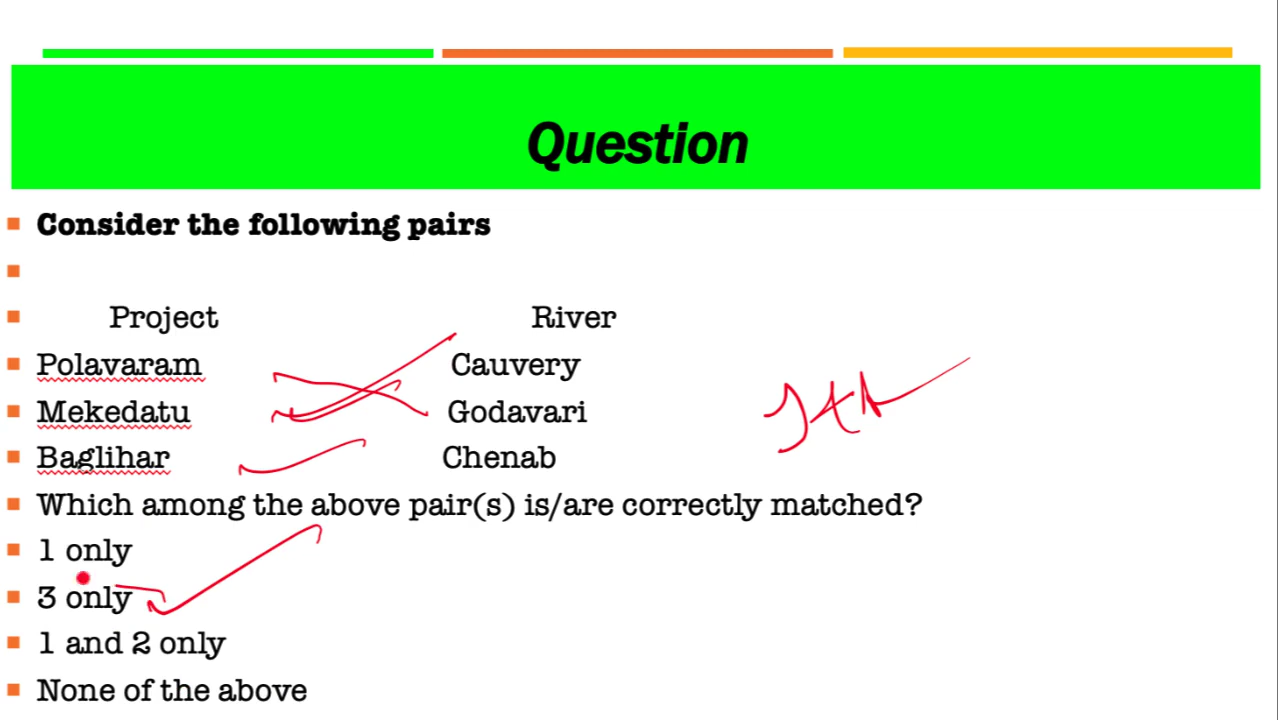 Question
Consider the following pairs
Project River
Polavaram Cauvery
Mekedatu Godavari
Baglihar Chenab
Which among the above pair(s) is/are correctly matched?
1 only
3 only
1 and 2 only
None of the above